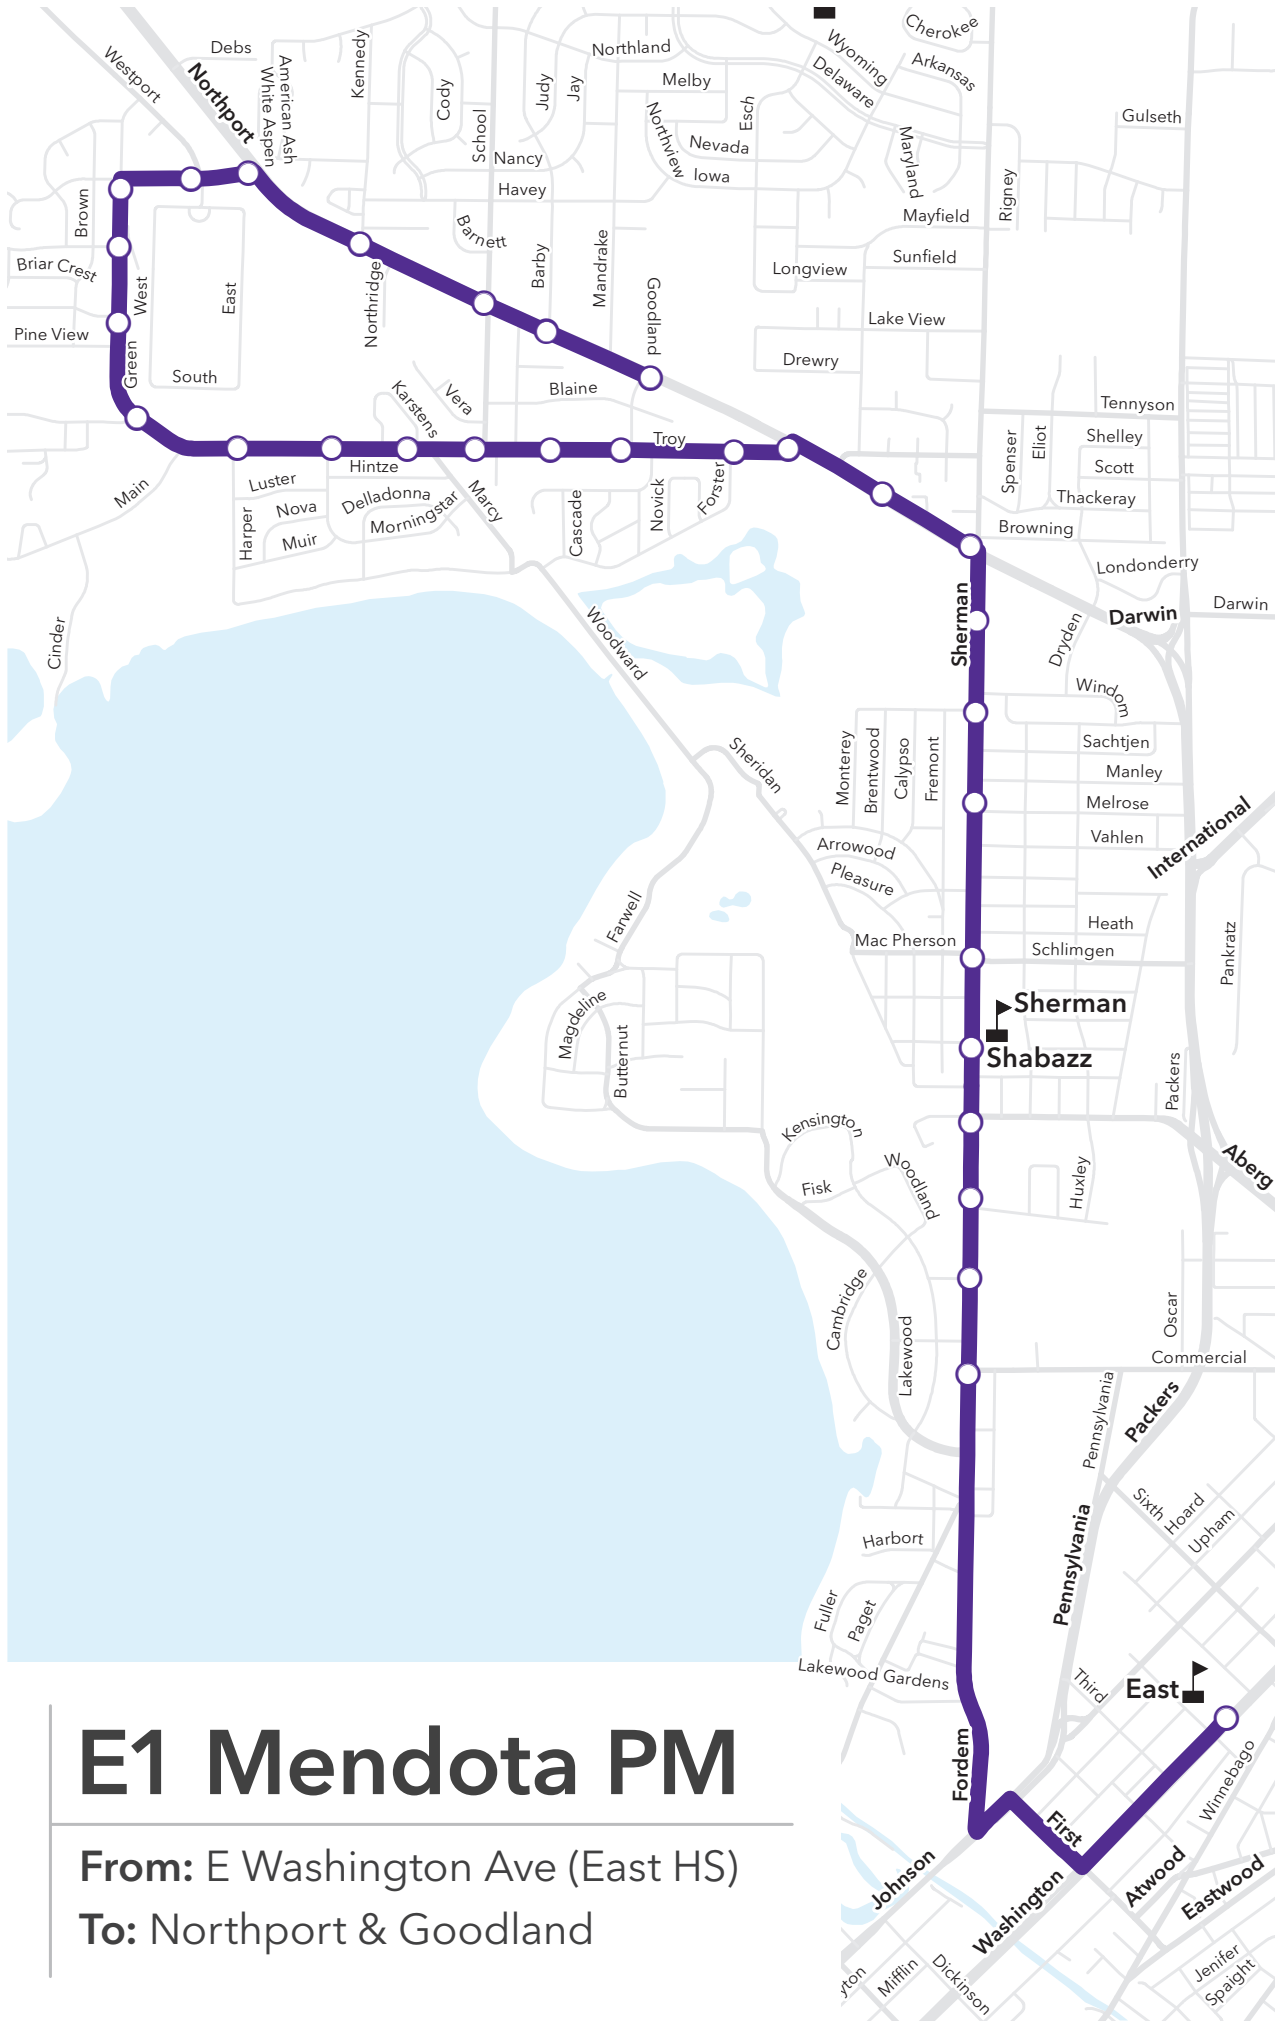 Westport
Debs
Northport
American Ash
White Aspen
Kennedy
Cody
School
Judy
Jay
Northland
Melby
Northview
Esch
Nevada
Iowa
Wyoming
Delaware
Cherokee
Arkansas
Maryland
Gulseth
Rigney
Nancy
Havey
Barnett
Barby
Mandrake
Goodland
Mayfield
Sunfield
Longview
Lake View
Drewry
Brown
Briar Crest
Pine View
West
East
Green
South
Northridge
Karstens
Vera
Blaine
Troy
Tennyson
Spenser
Eliot
Shelley
Scott
Thackeray
Browning
Londonderry
Main
Luster
Hintze
Harper
Nova
Muir
Delladonna
Morningstar
Marcy
Cascade
Novick
Forster
Cinder
Woodward
Sherman
Dryden
Darwin
Darwin
Windom
Sachtjen
Manley
Melrose
Vahlen
International
Sheridan
Monterey
Brentwood
Calypso
Fremont
Arrowood
Pleasure
Farwell
Mac Pherson
Heath
Schlimgen
Pankratz
Sherman
Shabazz
Magdeline
Butternut
Packers
Kensington
Fisk
Woodland
Huxley
Aberg
Cambridge
Lakewood
Oscar
Commercial
Pennsylvania
Packers
Sixth
Hoard
Upham
Harbort
Pennsylvania
Fuller
Paget
Lakewood Gardens
Third
East
Fordem
First
Winnebago
Johnson
Washington
Atwood
Eastwood
yton
Mifflin
Dickinson
Jenifer
Spaight
E1 Mendota PM
From: E Washington Ave (East HS)
To: Northport & Goodland